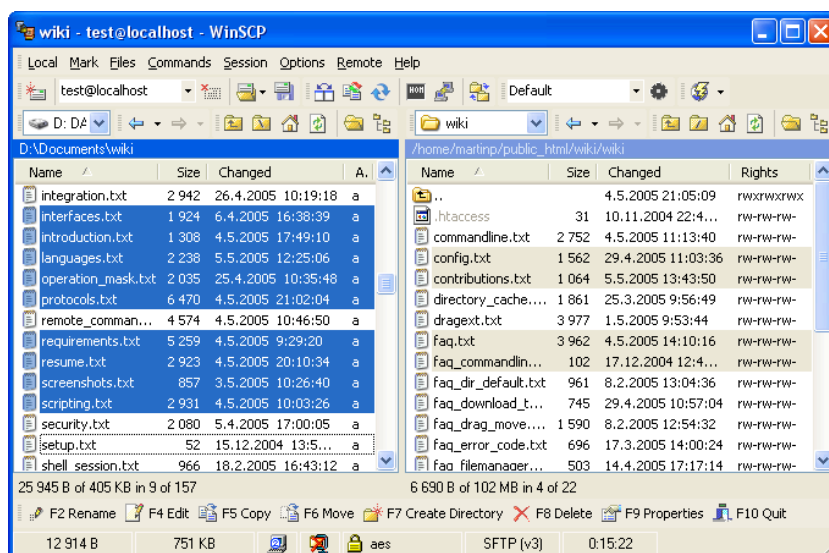 wiki - test@localhost - WinSCP
Local Mark Files Commands Session Options Remote Help
test@localhost Default
D: DA wiki
D:\Documents\wiki /home/martinp/public_html/wiki/wiki
Name Size Changed A. Name Size Changed Rights
integration.txt 2 942 26.4.2005 10:19:18 a .. 4.5.2005 21:05:09 rwxrwxrwx
interfaces.txt 1 924 6.4.2005 16:38:39 a .htaccess 31 10.11.2004 22:4... rw-rw-rw-
introduction.txt 1 308 4.5.2005 17:49:10 a commandline.txt 2 752 4.5.2005 11:13:40 rw-rw-rw-
languages.txt 2 238 5.5.2005 12:25:06 a config.txt 1 562 29.4.2005 11:03:36 rw-rw-rw-
operation_mask.txt 2 035 25.4.2005 10:35:48 a contributions.txt 1 064 5.5.2005 13:43:50 rw-rw-rw-
protocols.txt 6 470 4.5.2005 21:02:04 a directory_cache.... 1 861 25.3.2005 9:56:49 rw-rw-rw-
remote_comman... 4 574 4.5.2005 10:46:50 a dragext.txt 3 977 1.5.2005 9:53:44 rw-rw-rw-
requirements.txt 5 259 4.5.2005 9:29:20 a faq.txt 3 962 4.5.2005 14:10:16 rw-rw-rw-
resume.txt 2 923 4.5.2005 20:10:34 a faq_commandlin... 102 17.12.2004 12:4... rw-rw-rw-
screenshots.txt 857 3.5.2005 10:26:40 a faq_dir_default.txt 961 8.2.2005 13:04:36 rw-rw-rw-
scripting.txt 2 931 4.5.2005 10:03:26 a faq_download_t... 745 29.4.2005 10:57:04 rw-rw-rw-
security.txt 2 080 5.4.2005 17:00:05 a faq_drag_move.... 1 590 8.2.2005 12:54:32 rw-rw-rw-
setup.txt 52 15.12.2004 13:5... a faq_error_code.txt 696 17.3.2005 14:00:24 rw-rw-rw-
shell_session.txt 966 18.2.2005 16:43:12 a faq_filemanager... 503 14.4.2005 17:17:14 rw-rw-rw-
25 945 B of 405 KB in 9 of 157 6 690 B of 102 MB in 4 of 22
F2 Rename F4 Edit F5 Copy F6 Move F7 Create Directory F8 Delete F9 Properties F10 Quit
12 914 B 751 KB aes SFTP (v3) 0:15:22